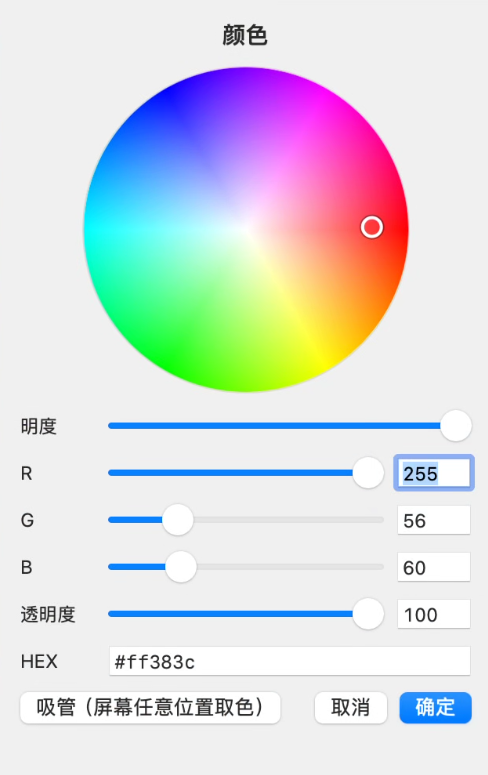 颜色
明度
R 255
G 56
B 60
透明度 100
HEX #ff383c
吸管（屏幕任意位置取色） 取消 确定